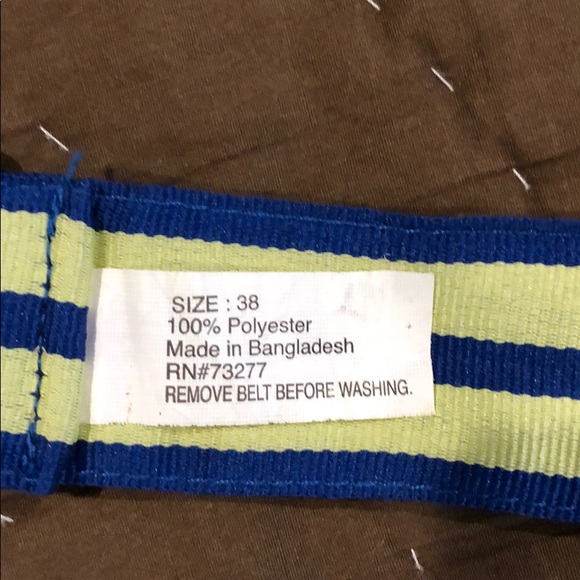 SIZE : 38
100% Polyester
Made in Bangladesh
RN#73277
REMOVE BELT BEFORE WASHING.